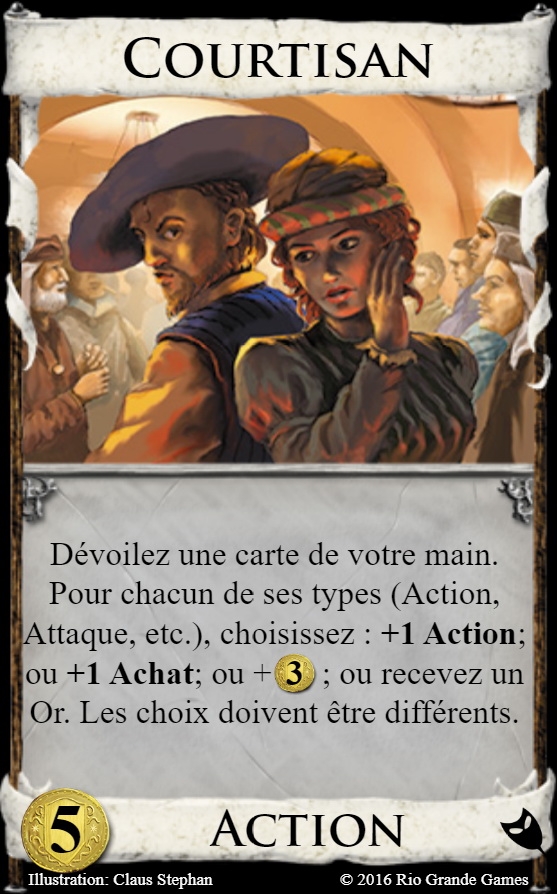 COURTISAN
Dévoilez une carte de votre main.
Pour chacun de ses types (Action,
Attaque, etc.), choisissez : +1 Action;
ou +1 Achat; ou +3 ; ou recevez un
Or. Les choix doivent être différents.
5 ACTION
Illustration: Claus Stephan © 2016 Rio Grande Games